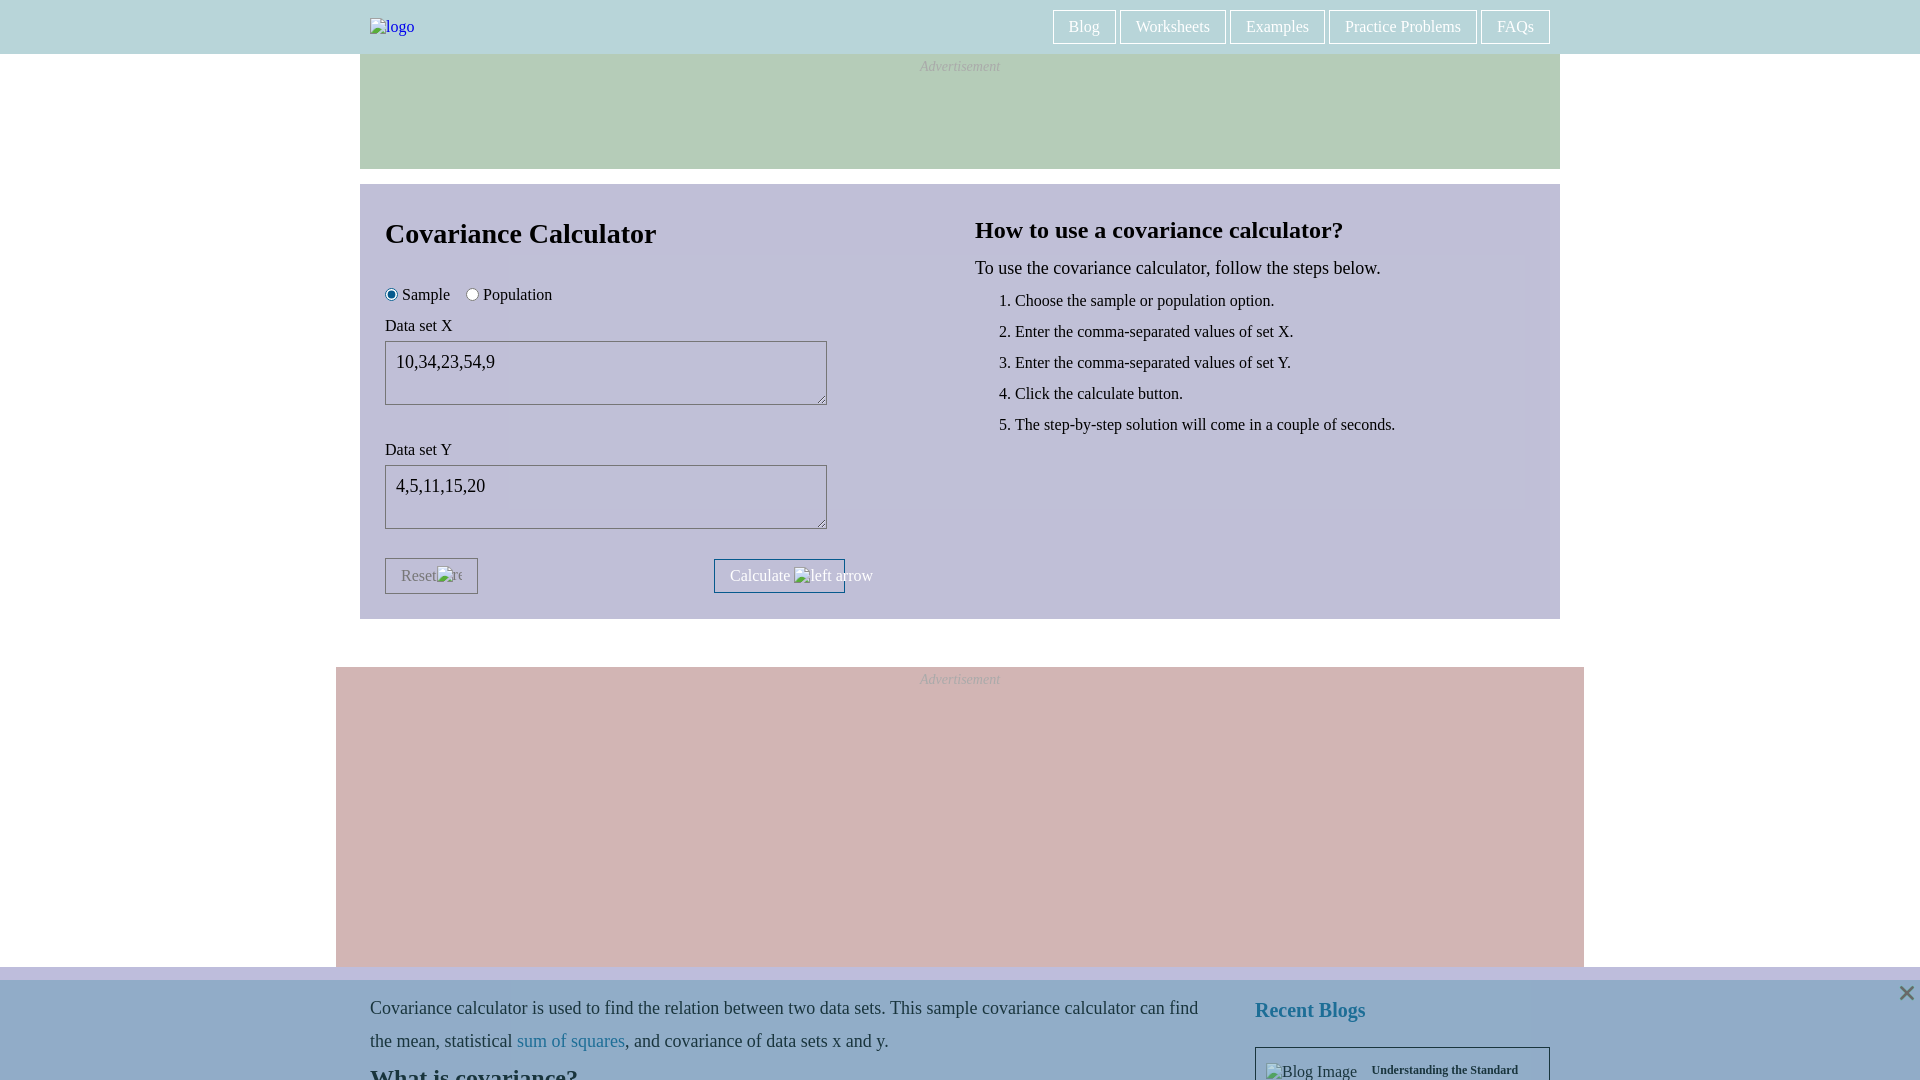 logo
Blog Worksheets Examples Practice Problems FAQs
Advertisement
Covariance Calculator
Sample Population
Data set X
10,34,23,54,9
Data set Y
4,5,11,15,20
Reset re
Calculate left arrow
How to use a covariance calculator?
To use the covariance calculator, follow the steps below.
1. Choose the sample or population option.
2. Enter the comma-separated values of set X.
3. Enter the comma-separated values of set Y.
4. Click the calculate button.
5. The step-by-step solution will come in a couple of seconds.
Advertisement
Covariance calculator is used to find the relation between two data sets. This sample covariance calculator can find
the mean, statistical sum of squares, and covariance of data sets x and y.
What is covariance?
Recent Blogs
Blog Image Understanding the Standard